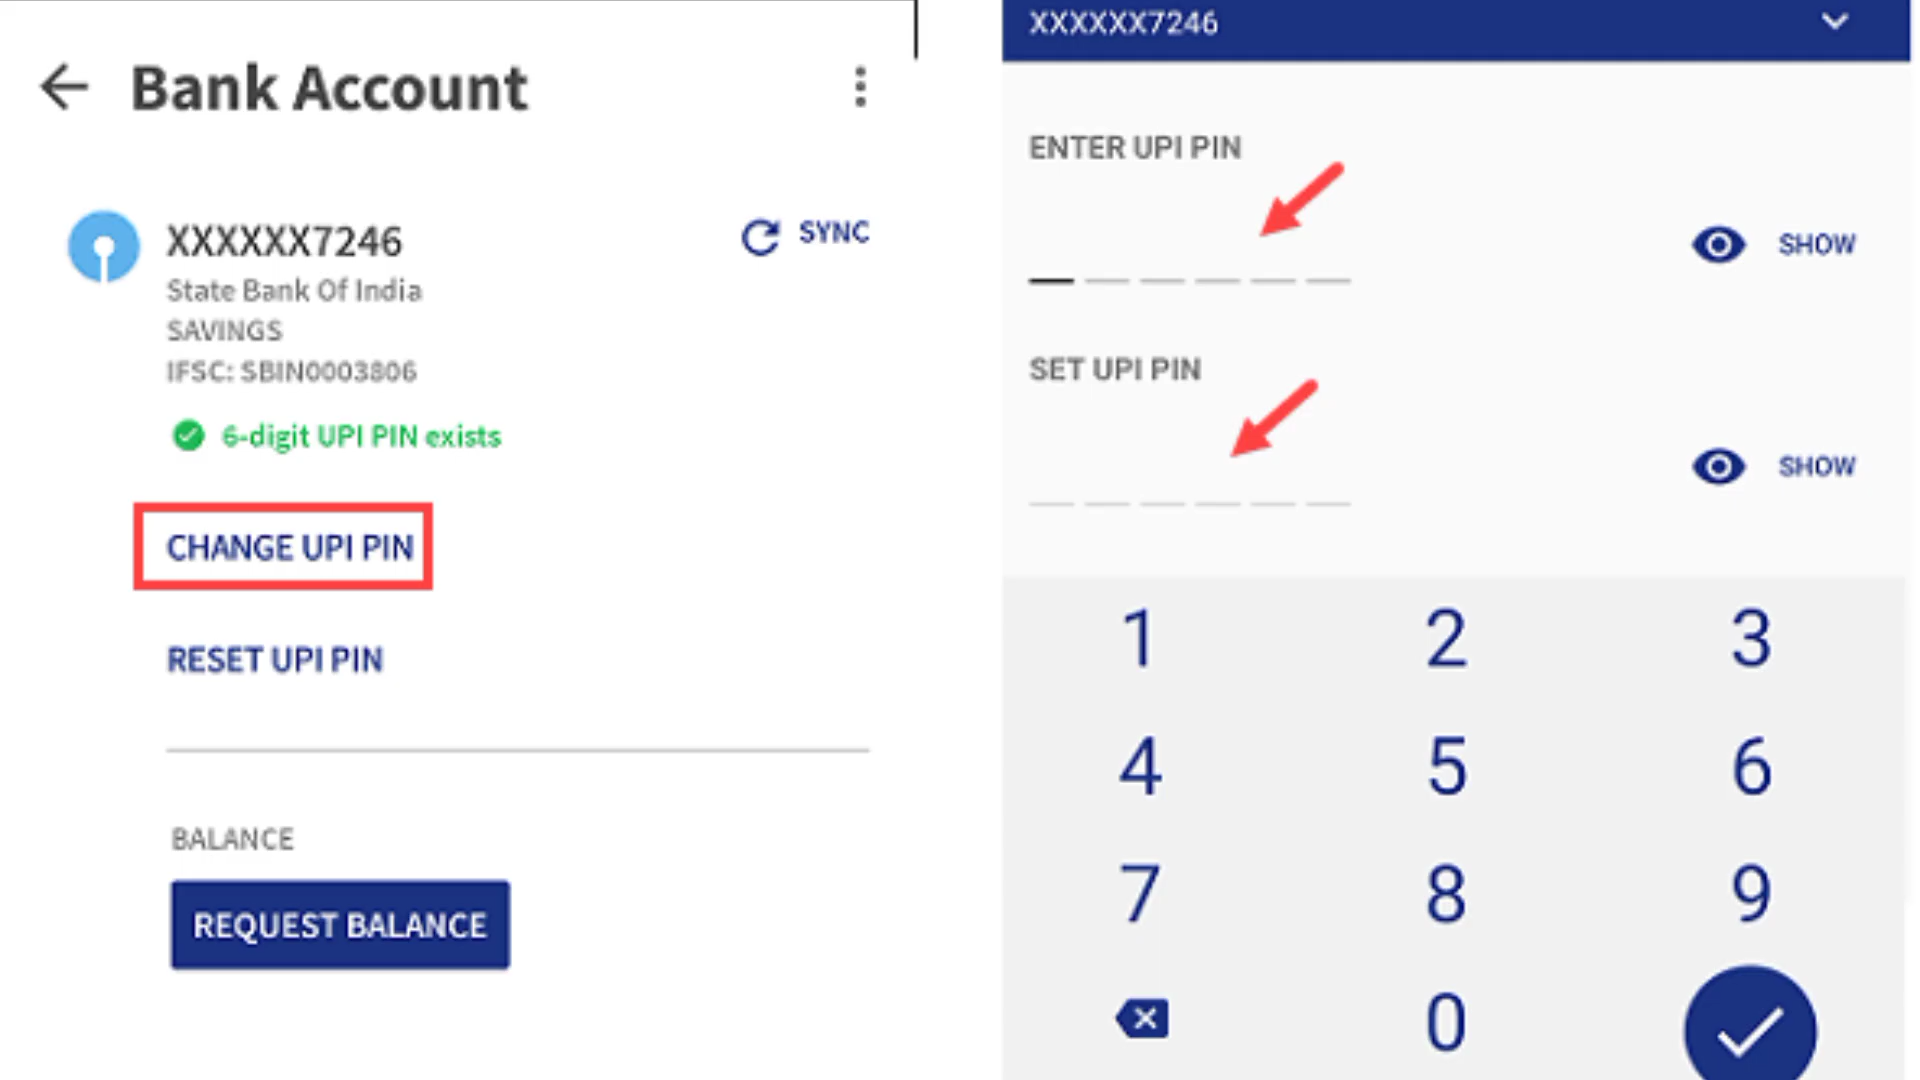 Bank Account
XXXXXX7246
SYNC
State Bank Of India
SAVINGS
IFSC: SBIN0003806
6-digit UPI PIN exists
CHANGE UPI PIN
RESET UPI PIN
BALANCE
REQUEST BALANCE
XXXXXX7246
ENTER UPI PIN
SHOW
SET UPI PIN
SHOW
1 2 3
4 5 6
7 8 9
0